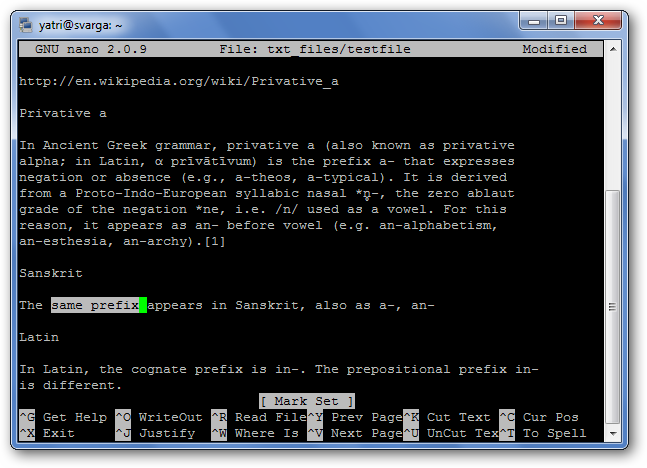 yatri@svarga: ~
GNU nano 2.0.9 File: txt_files/testfile Modified
http://en.wikipedia.org/wiki/Privative_a
Privative a
In Ancient Greek grammar, privative a (also known as privative
alpha; in Latin, α prīvātīvum) is the prefix a- that expresses
negation or absence (e.g., a-theos, a-typical). It is derived
from a Proto-Indo-European syllabic nasal *n̥-, the zero ablaut
grade of the negation *ne, i.e. /n/ used as a vowel. For this
reason, it appears as an- before vowel (e.g. an-alphabetism,
an-esthesia, an-archy).[1]
Sanskrit
The same prefix appears in Sanskrit, also as a-, an-
Latin
In Latin, the cognate prefix is in-. The prepositional prefix in-
is different.
[ Mark Set ]
^G Get Help ^O WriteOut ^R Read File ^Y Prev Page ^K Cut Text ^C Cur Pos
^X Exit ^J Justify ^W Where Is ^V Next Page ^U UnCut Tex ^T To Spell